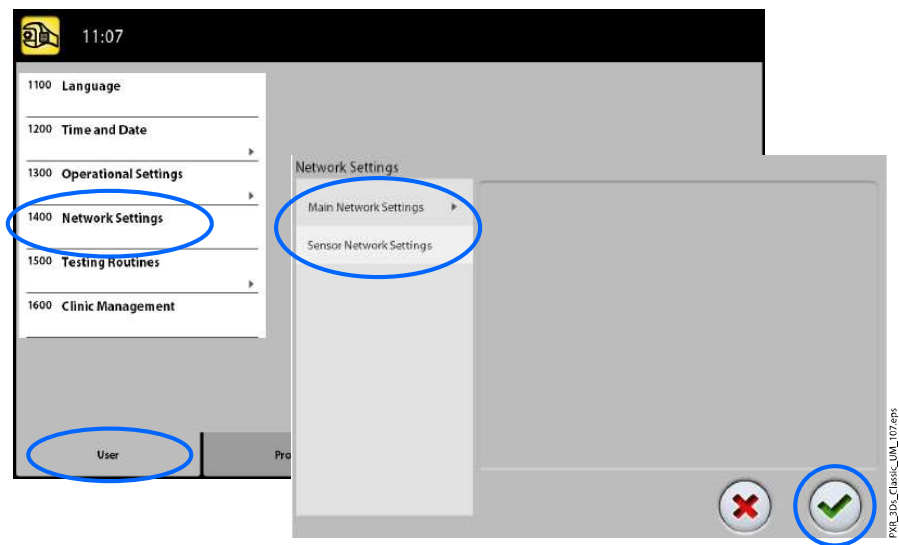 11:07
1100 Language
1200 Time and Date
1300 Operational Settings
1400 Network Settings
1500 Testing Routines
1600 Clinic Management
User
Pro
Network Settings
Main Network Settings
Sensor Network Settings
PXR_3Ds_Classic_UM_107.eps